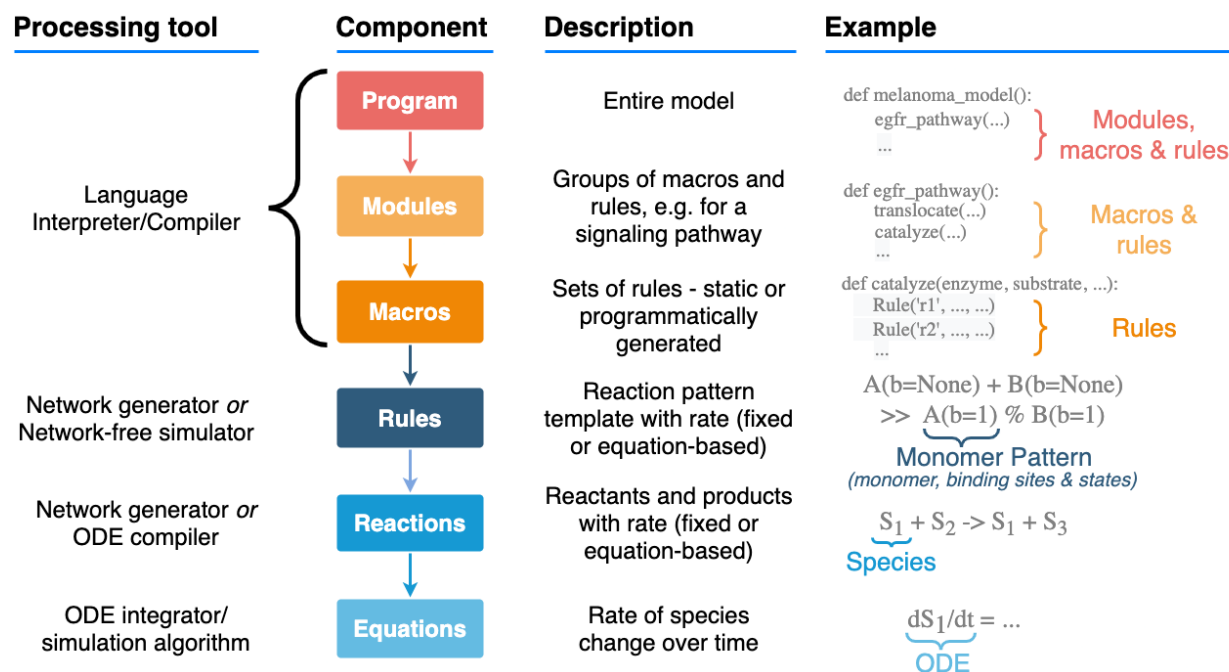 Processing tool
Component
Description
Example
Language
Interpreter/Compiler
Program
Entire model
def melanoma_model():
egfr_pathway(...)
...
Modules,
macros & rules
Modules
Groups of macros and
rules, e.g. for a
signaling pathway
def egfr_pathway():
translocate(...)
catalyze(...)
...
Macros &
rules
Macros
Sets of rules - static or
programmatically
generated
def catalyze(enzyme, substrate, ...):
Rule('r1', ..., ...)
Rule('r2', ..., ...)
...
Rules
Network generator or
Network-free simulator
Rules
Reaction pattern
template with rate (fixed
or equation-based)
A(b=None) + B(b=None)
>> A(b=1) % B(b=1)
Monomer Pattern
(monomer, binding sites & states)
Network generator or
ODE compiler
Reactions
Reactants and products
with rate (fixed or
equation-based)
S₁ + S₂ -> S₁ + S₃
Species
ODE integrator/
simulation algorithm
Equations
Rate of species
change over time
dS₁/dt = ...
ODE